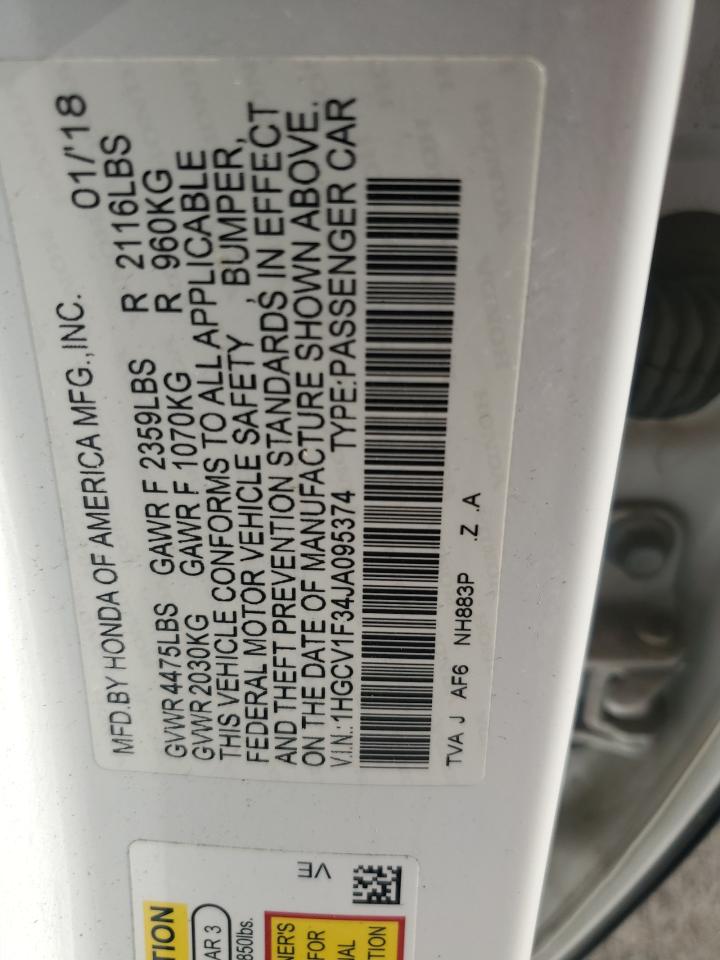 MFD.BY HONDA OF AMERICA MFG.,INC. 01/'18
GVWR 4475LBS GAWR F 2359LBS R 2116LBS
GVWR 2030KG GAWR F 1070KG R 960KG
THIS VEHICLE CONFORMS TO ALL APPLICABLE
FEDERAL MOTOR VEHICLE SAFETY , BUMPER,
AND THEFT PREVENTION STANDARDS IN EFFECT
ON THE DATE OF MANUFACTURE SHOWN ABOVE.
V.I.N.:1HGCV1F34JA095374 TYPE:PASSENGER CAR
TVA J AF6 NH883P .Z .A
VE
TION
AR 3
850lbs.
NER'S
FOR
AL
TION